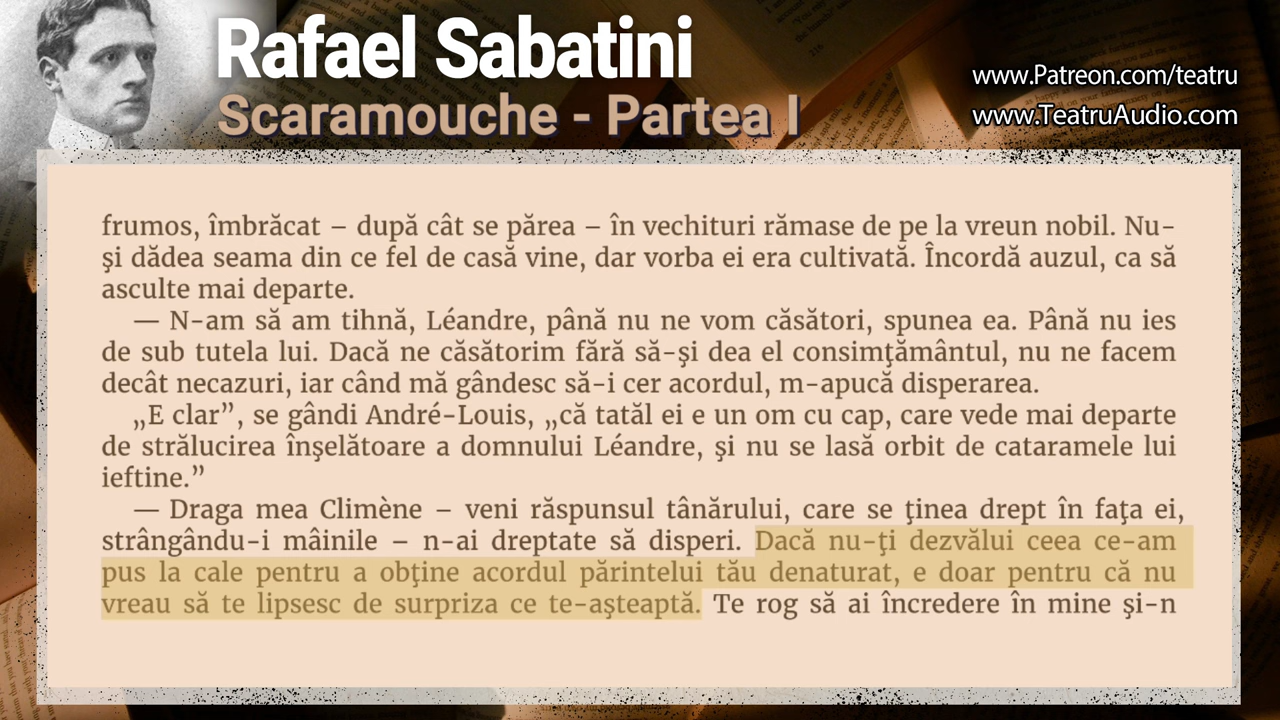 Rafael Sabatini
Scaramouche - Partea I
www.Patreon.com/teatru
www.TeatruAudio.com
frumos, îmbrăcat – după cât se părea – în vechituri rămase de pe la vreun nobil. Nu-
şi dădea seama din ce fel de casă vine, dar vorba ei era cultivată. Încordă auzul, ca să
asculte mai departe.
— N-am să am tihnă, Léandre, până nu ne vom căsători, spunea ea. Până nu ies
de sub tutela lui. Dacă ne căsătorim fără să-şi dea el consimţământul, nu ne facem
decât necazuri, iar când mă gândesc să-i cer acordul, m-apucă disperarea.
„E clar”, se gândi André-Louis, „că tatăl ei e un om cu cap, care vede mai departe
de strălucirea înşelătoare a domnului Léandre, şi nu se lasă orbit de cataramele lui
ieftine.”
— Draga mea Climène – veni răspunsul tânărului, care se ţinea drept în faţa ei,
strângându-i mâinile – n-ai dreptate să disperi. Dacă nu-ţi dezvălui ceea ce-am
pus la cale pentru a obţine acordul părintelui tău denaturat, e doar pentru că nu
vreau să te lipsesc de surpriza ce te-aşteaptă. Te rog să ai încredere în mine şi-n